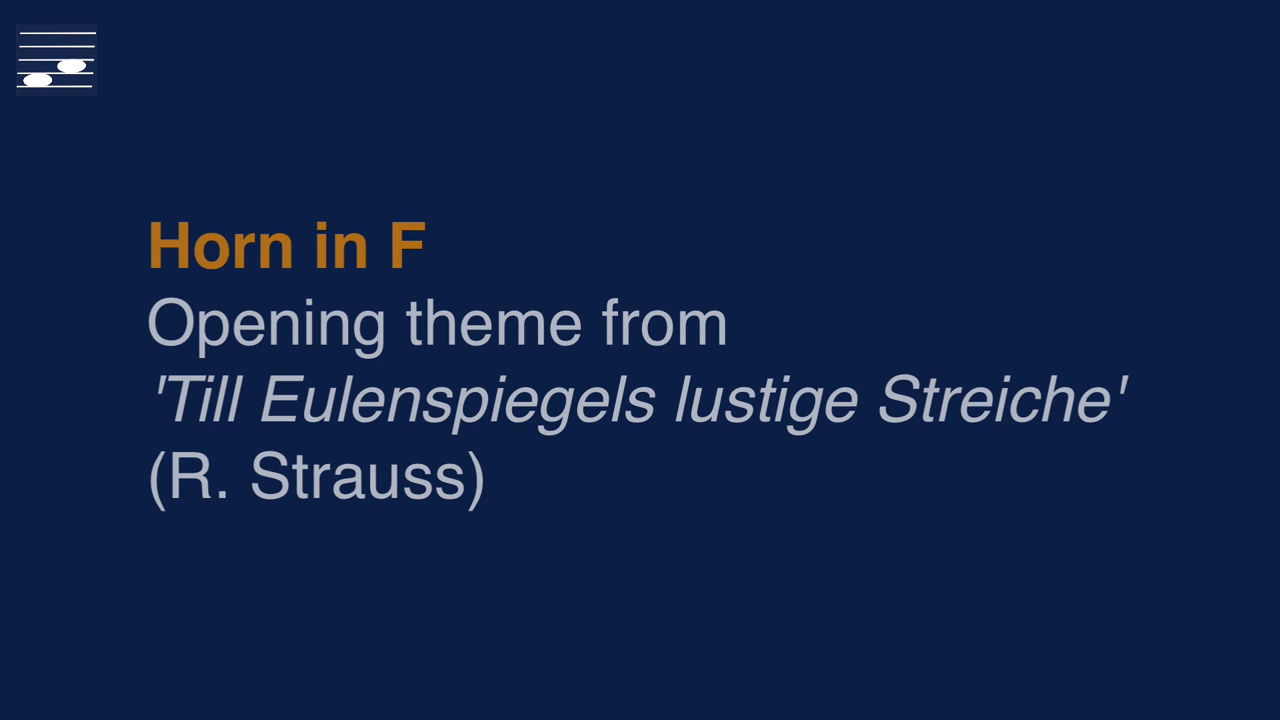 Horn in F
Opening theme from
'Till Eulenspiegels lustige Streiche'
(R. Strauss)